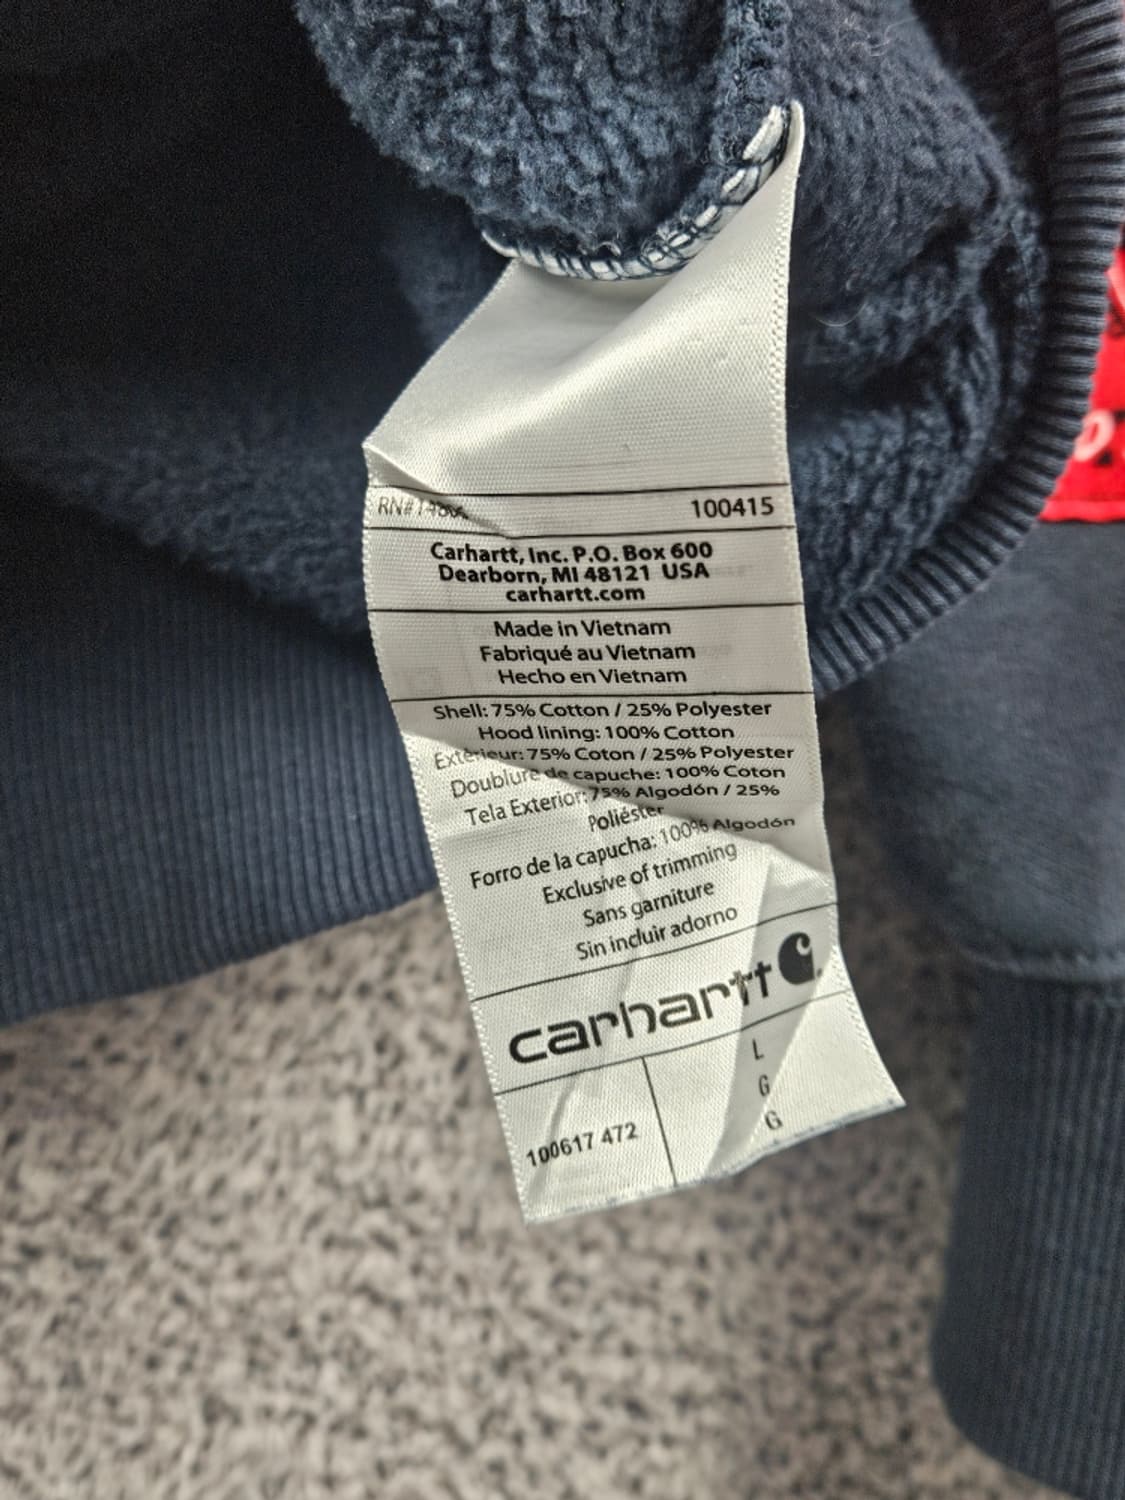 RN#
100415
Carhartt, Inc. P.O. Box 600
Dearborn, MI 48121 USA
carhartt.com
Made in Vietnam
Fabriqué au Vietnam
Hecho en Vietnam
Shell: 75% Cotton / 25% Polyester
Hood lining: 100% Cotton
Extérieur: 75% Coton / 25% Polyester
Doublure de capuche: 100% Coton
Tela Exterior: 75% Algodón / 25%
Poliéster
Forro de la capucha: 100% Algodón
Exclusive of trimming
Sans garniture
Sin incluir adorno
carhartt
L
G
G
100617 472